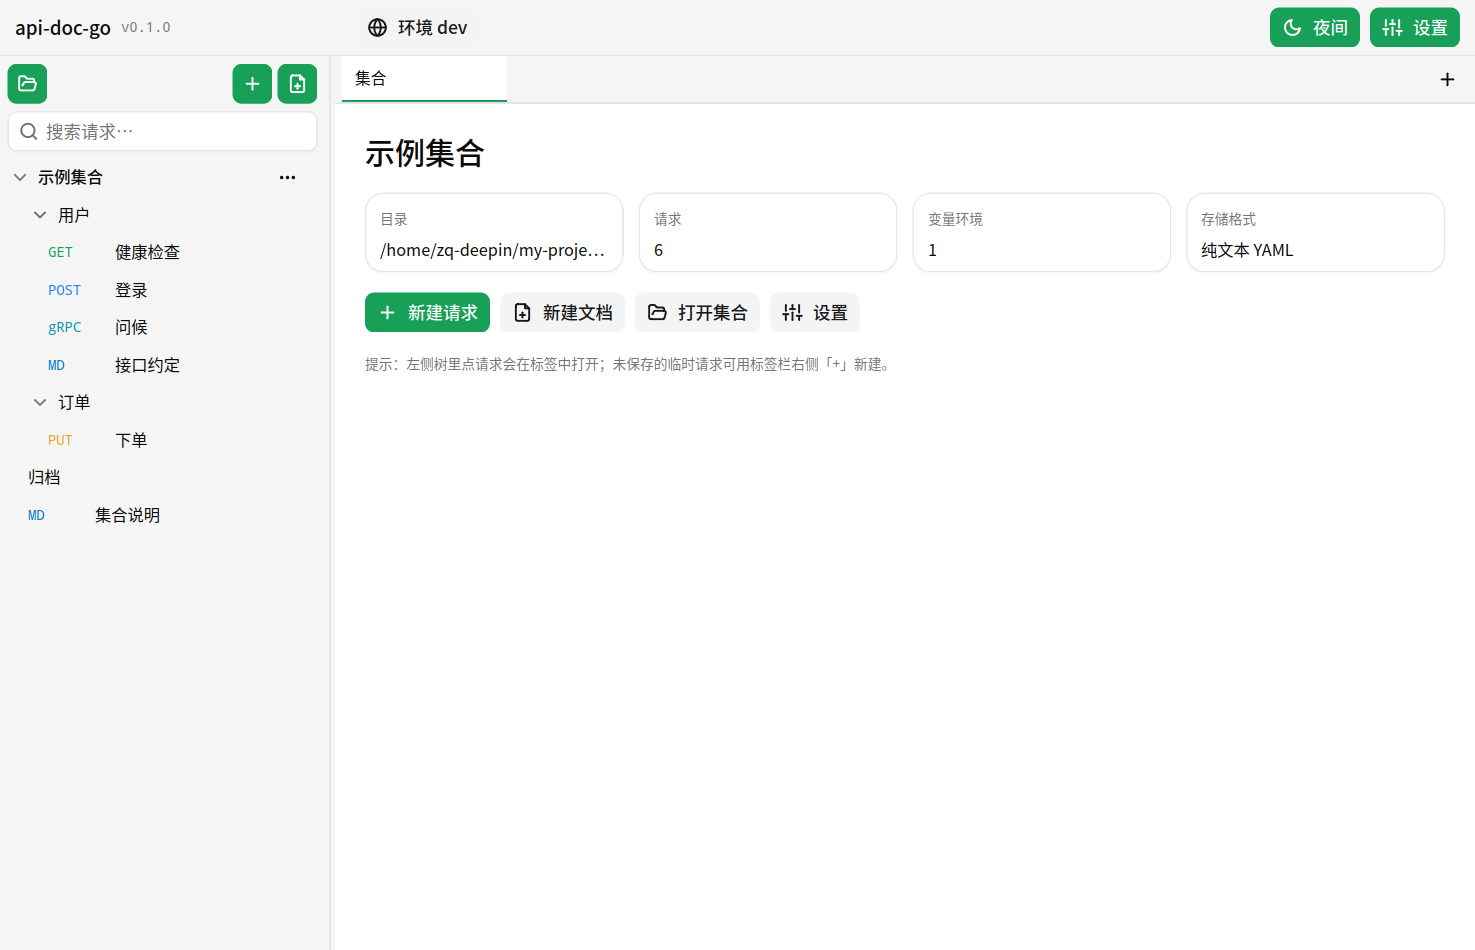 api-doc-go v0.1.0
环境 dev
夜间
设置
搜索请求…
示例集合
用户
GET 健康检查
POST 登录
gRPC 问候
MD 接口约定
订单
PUT 下单
归档
MD 集合说明
集合
示例集合
目录
/home/zq-deepin/my-proje...
请求
6
变量环境
1
存储格式
纯文本 YAML
新建请求
新建文档
打开集合
设置
提示：左侧树里点请求会在标签中打开；未保存的临时请求可用标签栏右侧「+」新建。